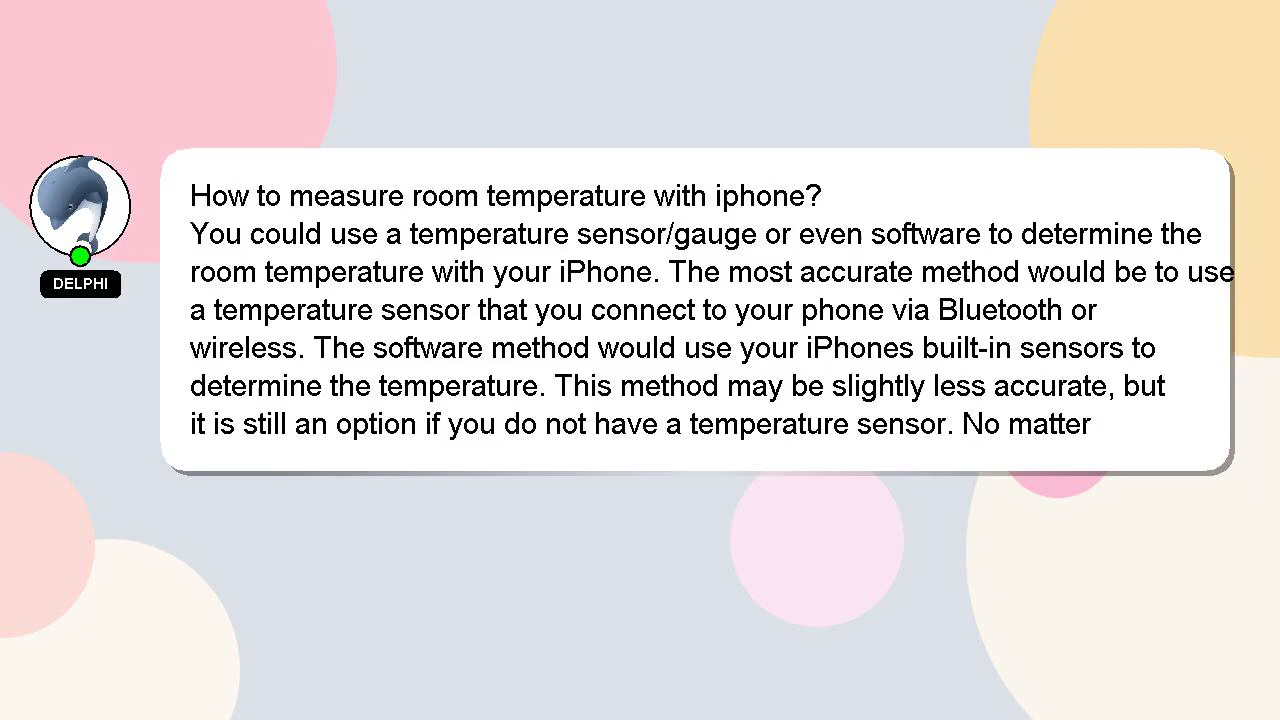 How to measure room temperature with iphone?
You could use a temperature sensor/gauge or even software to determine the
room temperature with your iPhone. The most accurate method would be to use
a temperature sensor that you connect to your phone via Bluetooth or
wireless. The software method would use your iPhones built-in sensors to
determine the temperature. This method may be slightly less accurate, but
it is still an option if you do not have a temperature sensor. No matter
DELPHI